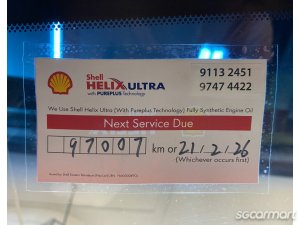 Shell
HELIX ULTRA
with PUREPLUS Technology
9113 2451
9747 4422
We Use Shell Helix Ultra (With Pureplus Technology) Fully Synthetic Engine Oil
Next Service Due
97007 km or 21/2/26
(Whichever occurs first)
sgcarmart